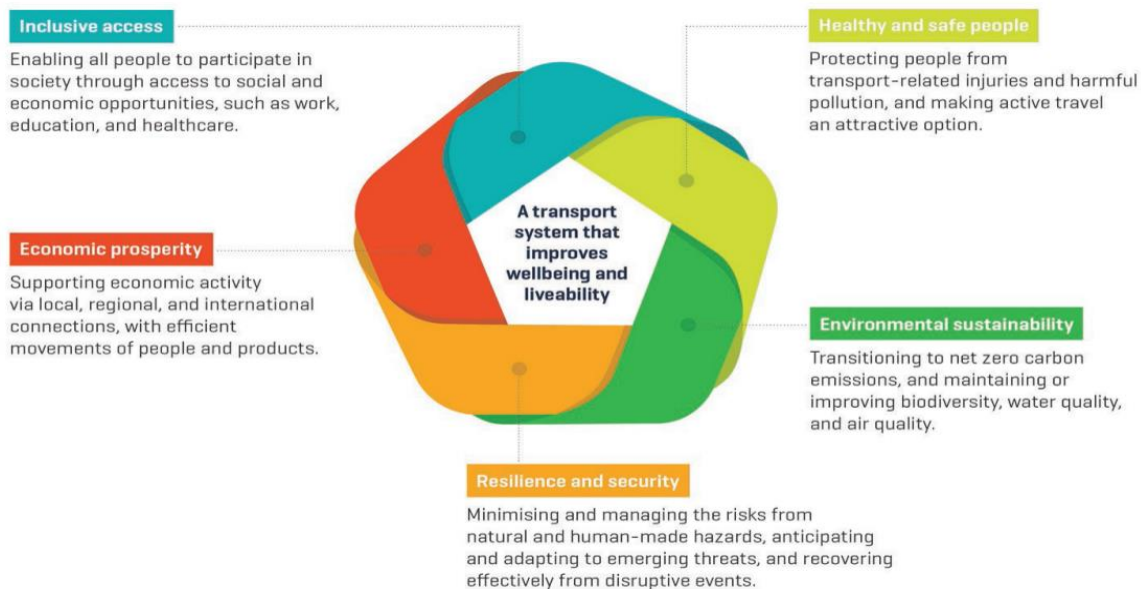 Inclusive access
Enabling all people to participate in
society through access to social and
economic opportunities, such as work,
education, and healthcare.
Healthy and safe people
Protecting people from
transport-related injuries and harmful
pollution, and making active travel
an attractive option.
A transport
system that
improves
wellbeing and
liveability
Economic prosperity
Supporting economic activity
via local, regional, and international
connections, with efficient
movements of people and products.
Environmental sustainability
Transitioning to net zero carbon
emissions, and maintaining or
improving biodiversity, water quality,
and air quality.
Resilience and security
Minimising and managing the risks from
natural and human-made hazards, anticipating
and adapting to emerging threats, and recovering
effectively from disruptive events.